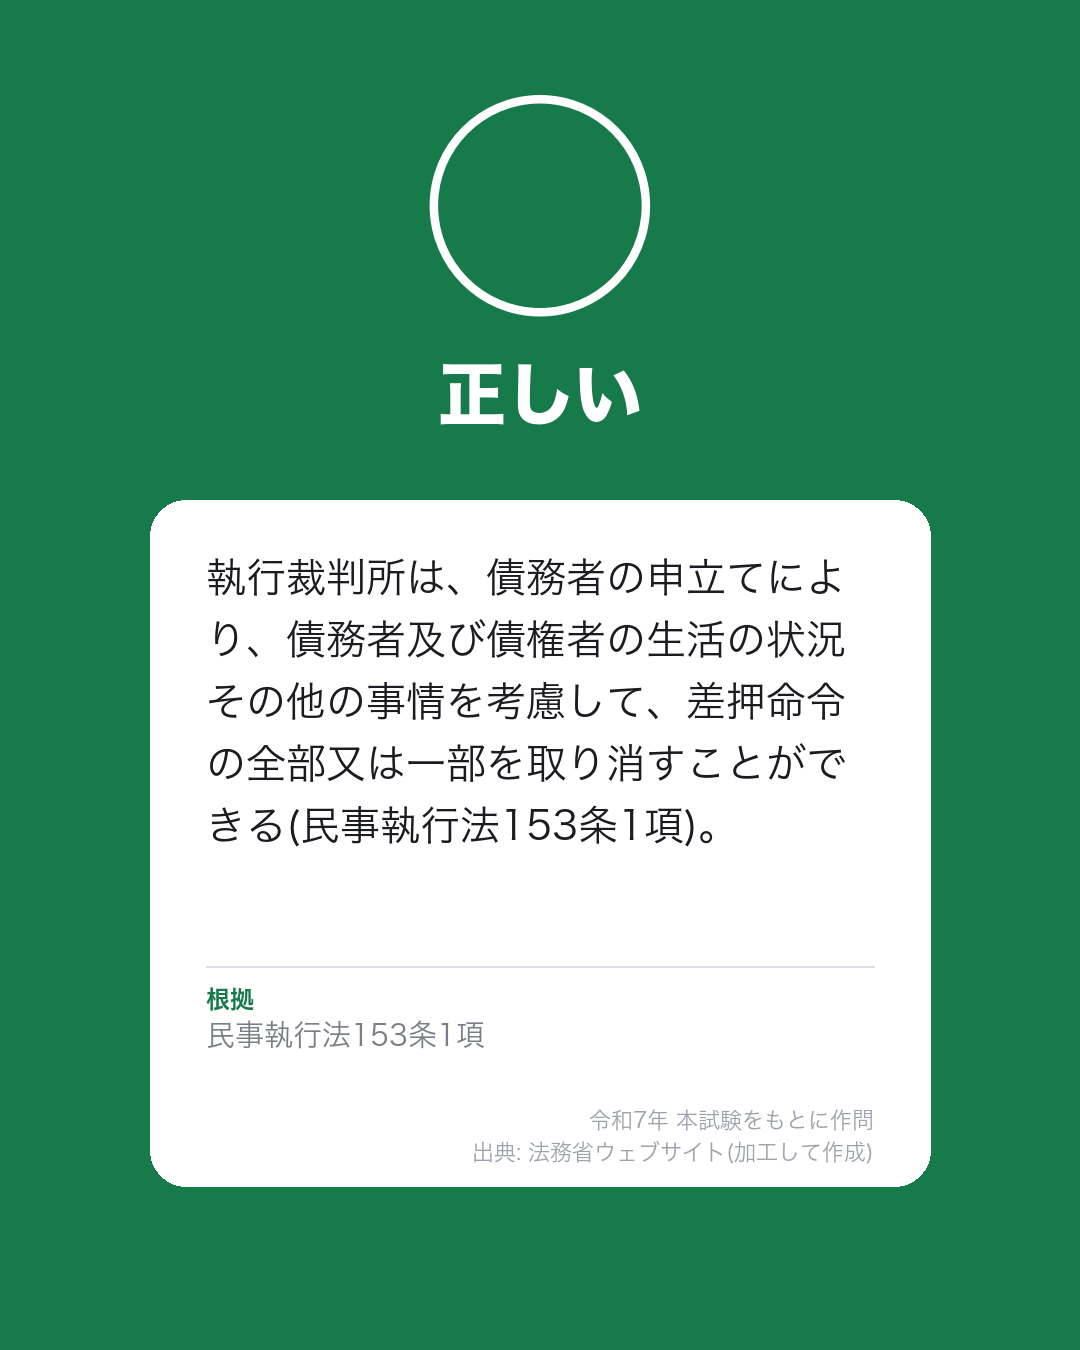 正しい
執行裁判所は、債務者の申立てによ
り、債務者及び債権者の生活の状況
その他の事情を考慮して、差押命令
の全部又は一部を取り消すことがで
きる(民事執行法153条1項)。
根拠
民事執行法153条1項
令和7年 本試験をもとに作問
出典: 法務省ウェブサイト(加工して作成)